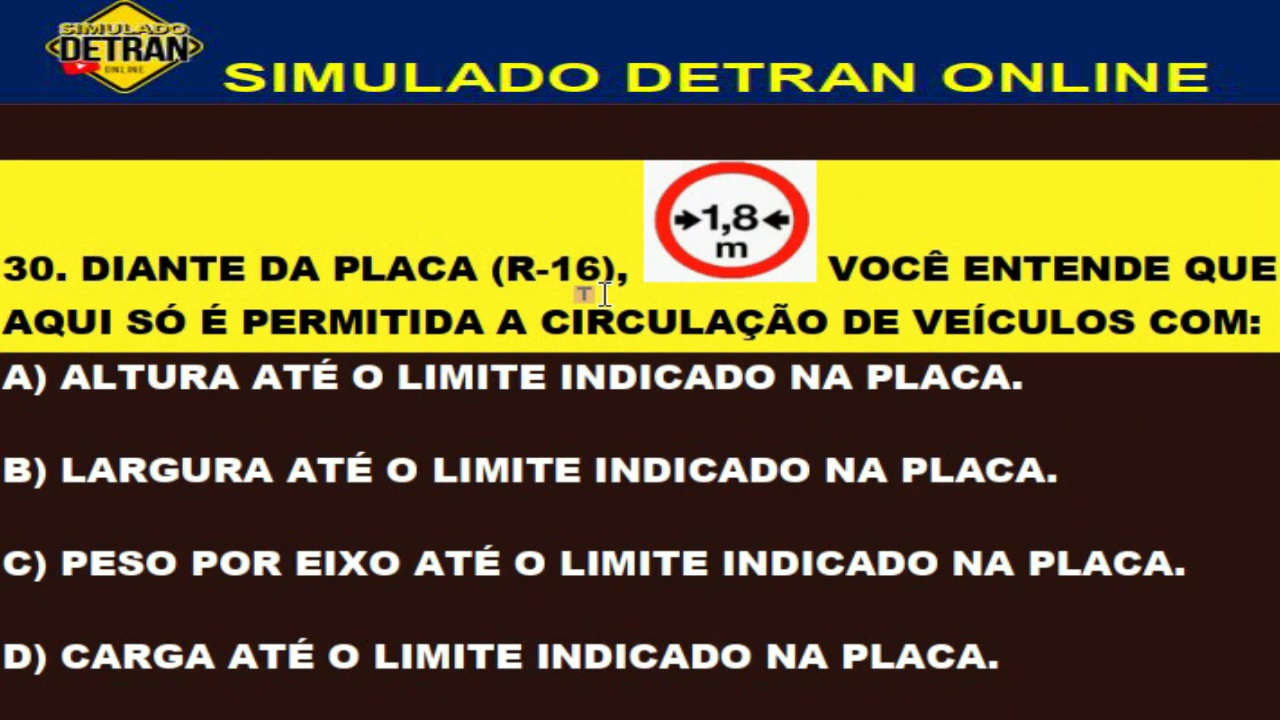 SIMULADO
DETRAN
ONLINE
SIMULADO DETRAN ONLINE
1,8
m
30. DIANTE DA PLACA (R-16), VOCÊ ENTENDE QUE
T
AQUI SÓ É PERMITIDA A CIRCULAÇÃO DE VEÍCULOS COM:
A) ALTURA ATÉ O LIMITE INDICADO NA PLACA.
B) LARGURA ATÉ O LIMITE INDICADO NA PLACA.
C) PESO POR EIXO ATÉ O LIMITE INDICADO NA PLACA.
D) CARGA ATÉ O LIMITE INDICADO NA PLACA.